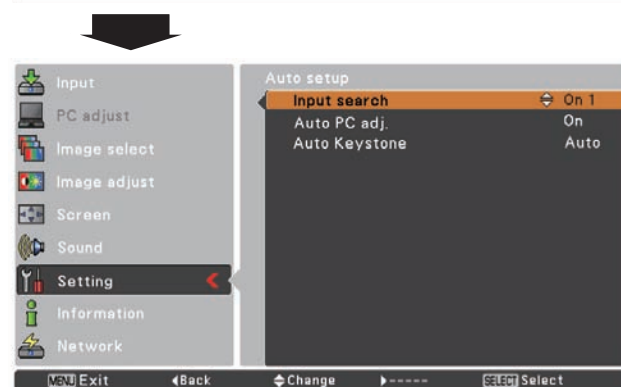 Input
PC adjust
Image select
Image adjust
Screen
Sound
Setting
Information
Network
Auto setup
Input search On 1
Auto PC adj. On
Auto Keystone Auto
MENU Exit Back Change ----- SELECT Select